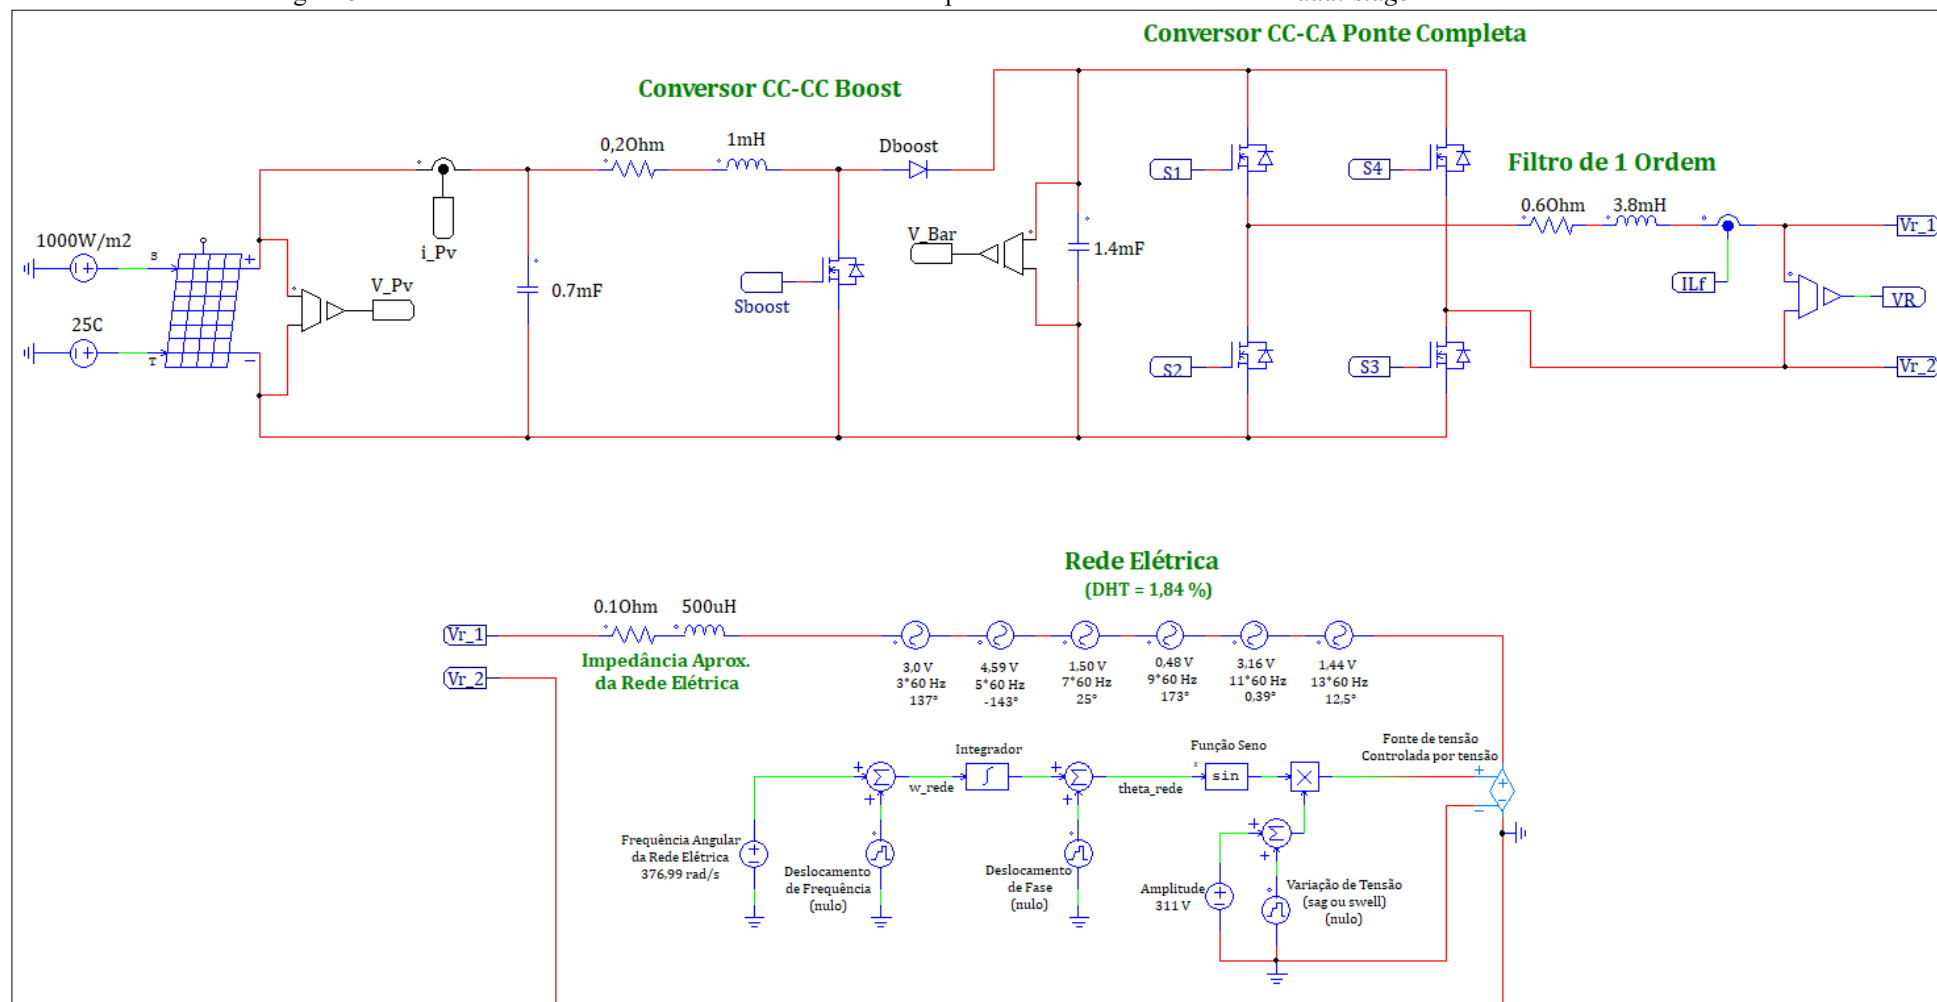 dual-stage
Conversor CC-CA Ponte Completa
Conversor CC-CC Boost
0,2Ohm
1mH
Dboost
S1
S4
Filtro de 1 Ordem
0.6Ohm
3.8mH
Vr_1
i_Pv
V_Bar
1.4mF
1000W/m2
S
+
V_Pv
0.7mF
Sboost
ILf
VR
25C
T
−
S2
S3
Vr_2
Rede Elétrica
(DHT = 1,84 %)
0.1Ohm
500uH
Vr_1
Impedância Aprox.
da Rede Elétrica
Vr_2
3,0 V
3*60 Hz
137°
4,59 V
5*60 Hz
-143°
1,50 V
7*60 Hz
25°
0,48 V
9*60 Hz
173°
3,16 V
11*60 Hz
0,39°
1,44 V
13*60 Hz
12,5°
Integrador
Função Seno
Fonte de tensão
Controlada por tensão
w_rede
theta_rede
sin
Frequência Angular
da Rede Elétrica
376,99 rad/s
Deslocamento
de Frequência
(nulo)
Deslocamento
de Fase
(nulo)
Amplitude
311 V
Variação de Tensão
(sag ou swell)
(nulo)